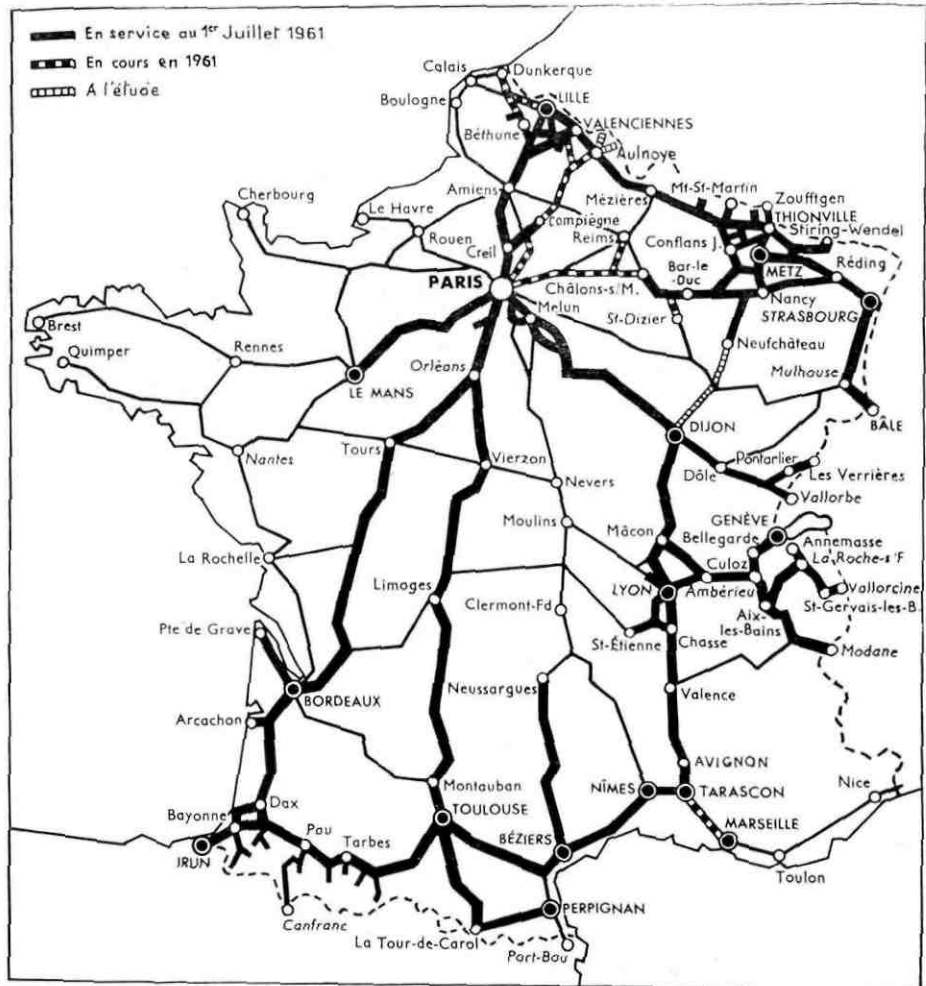 En service au 1er Juillet 1961
En cours en 1961
A l'étude
Calais
Dunkerque
Boulogne
LILLE
Béthune
VALENCIENNES
Aulnoye
Cherbourg
Amiens
Mézières
Mt-St-Martin
Zoufftgen
THIONVILLE
Le Havre
Compiègne
Stiring-Wendel
Rouen
Reims
Conflans J.
Creil
METZ
Réding
PARIS
Bar-le
-Duc
Châlons-s/M.
Nancy
Melun
St-Dizier
STRASBOURG
Brest
Neufchâteau
Quimper
Rennes
Orléans
Mulhouse
LE MANS
BÂLE
DIJON
Nantes
Tours
Vierzon
Pontarlier
Les Verrières
Dôle
Nevers
Vallorbe
Moulins
GENÈVE
Mâcon
Bellegarde
Annemasse
La Rochelle
Culoz
La Roche-s'F
Limoges
LYON
Ambérieu
Vallorcine
Clermont-Fd
St-Gervais-les-B.
Aix-
les-Bains
Pte de Grave
St-Étienne
Chasse
Modane
Neussargues
Valence
BORDEAUX
Arcachon
AVIGNON
Montauban
NÎMES
TARASCON
Nice
Dax
TOULOUSE
Bayonne
MARSEILLE
Pau
Tarbes
BÉZIERS
IRUN
Toulon
Canfranc
PERPIGNAN
La Tour-de-Carol
Port-Bou